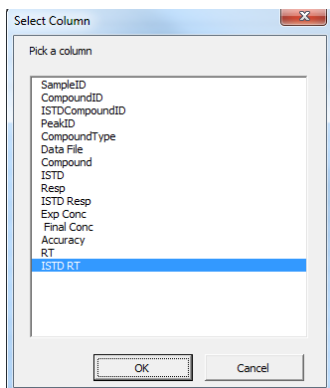 Select Column
Pick a column
SampleID
CompoundID
ISTDCompoundID
PeakID
CompoundType
Data File
Compound
ISTD
Resp
ISTD Resp
Exp Conc
Final Conc
Accuracy
RT
ISTD RT
OK
Cancel